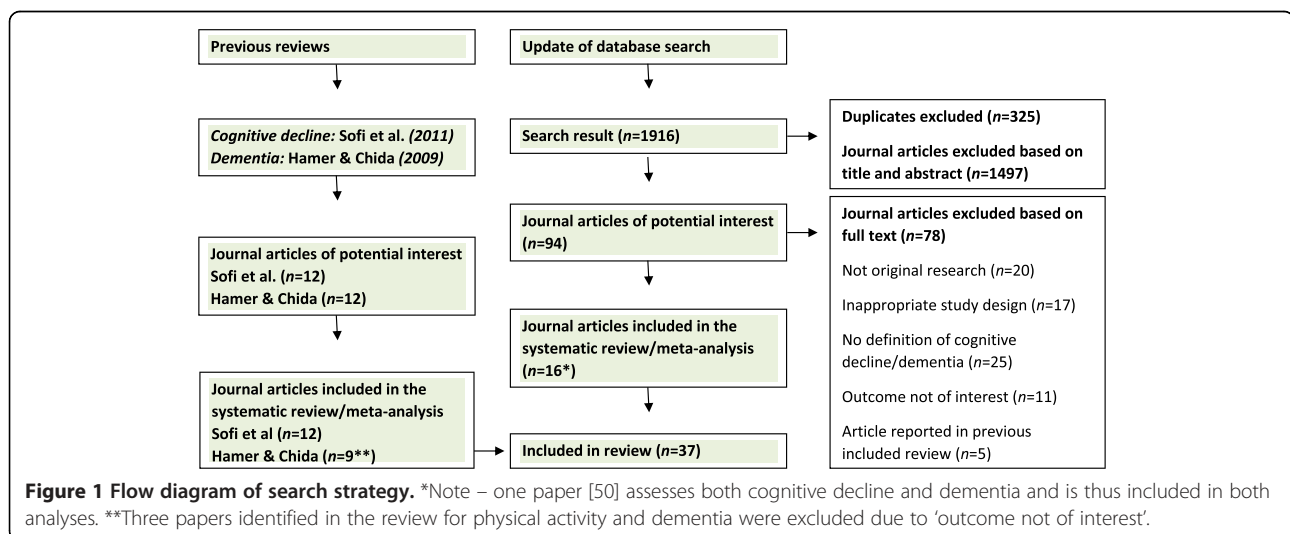 Previous reviews
Cognitive decline: Sofi et al. (2011)
Dementia: Hamer & Chida (2009)
Journal articles of potential interest
Sofi et al. (n=12)
Hamer & Chida (n=12)
Journal articles included in the
systematic review/meta-analysis
Sofi et al (n=12)
Hamer & Chida (n=9**)
Update of database search
Search result (n=1916)
Journal articles of potential interest
(n=94)
Journal articles included in the
systematic review/meta-analysis
(n=16*)
Included in review (n=37)
Duplicates excluded (n=325)
Journal articles excluded based on
title and abstract (n=1497)
Journal articles excluded based on
full text (n=78)
Not original research (n=20)
Inappropriate study design (n=17)
No definition of cognitive
decline/dementia (n=25)
Outcome not of interest (n=11)
Article reported in previous
included review (n=5)
Figure 1 Flow diagram of search strategy. *Note – one paper [50] assesses both cognitive decline and dementia and is thus included in both
analyses. **Three papers identified in the review for physical activity and dementia were excluded due to ‘outcome not of interest’.